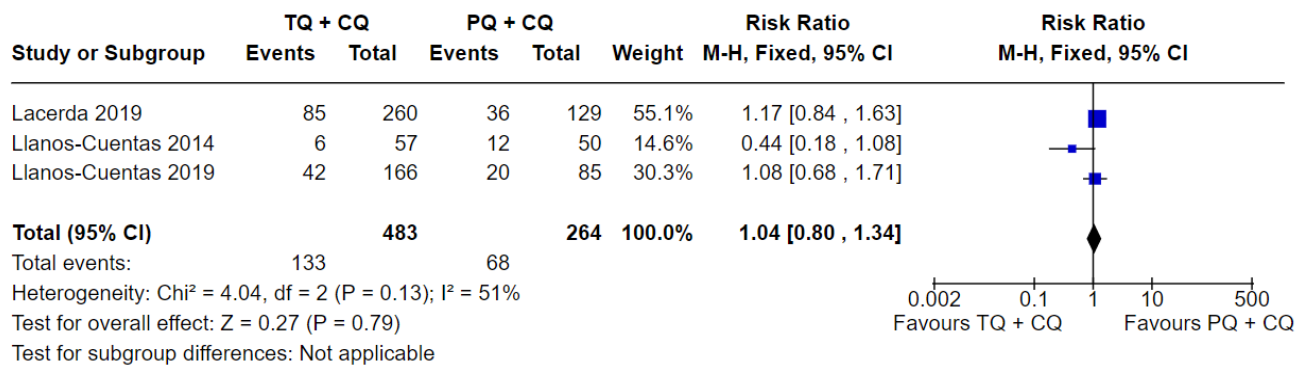 TQ + CQ PQ + CQ Risk Ratio Risk Ratio
Study or Subgroup Events Total Events Total Weight M-H, Fixed, 95% CI M-H, Fixed, 95% CI
Lacerda 2019 85 260 36 129 55.1% 1.17 [0.84 , 1.63]
Llanos-Cuentas 2014 6 57 12 50 14.6% 0.44 [0.18 , 1.08]
Llanos-Cuentas 2019 42 166 20 85 30.3% 1.08 [0.68 , 1.71]
Total (95% CI) 483 264 100.0% 1.04 [0.80 , 1.34]
Total events: 133 68
Heterogeneity: Chi² = 4.04, df = 2 (P = 0.13); I² = 51%
Test for overall effect: Z = 0.27 (P = 0.79)
Test for subgroup differences: Not applicable
0.002 0.1 1 10 500
Favours TQ + CQ Favours PQ + CQ